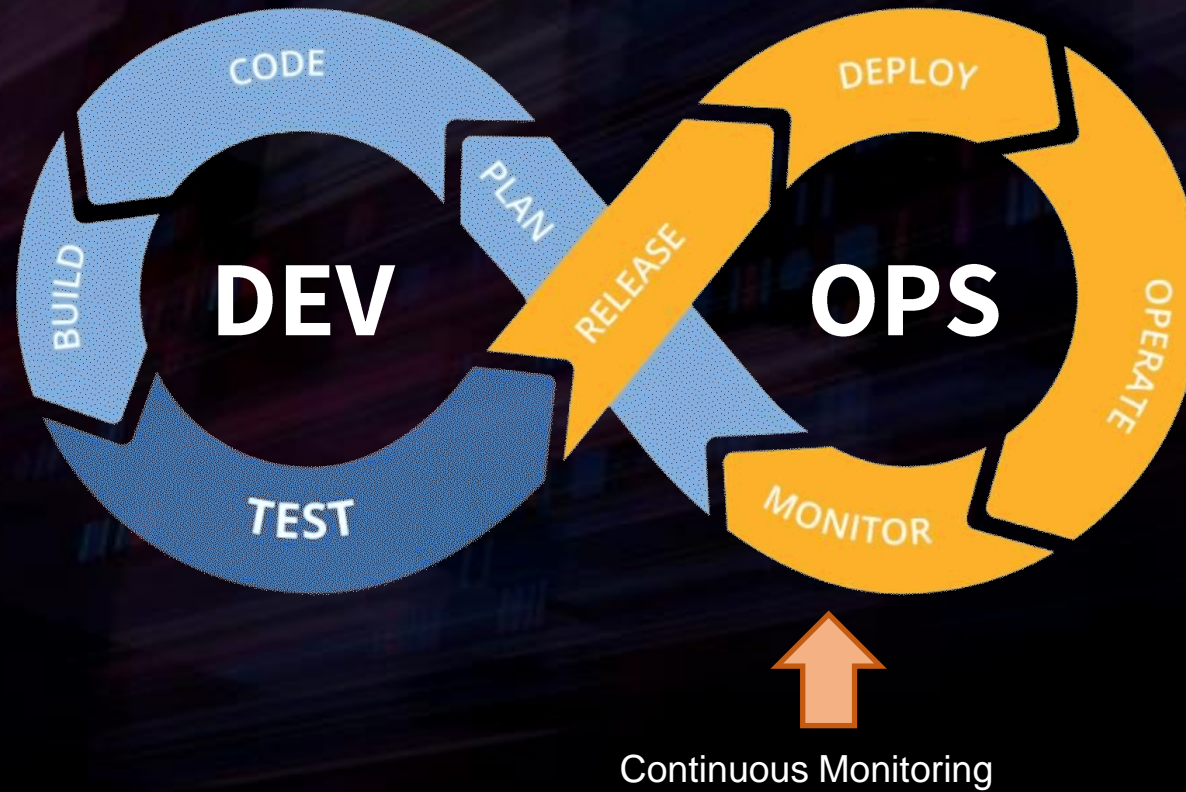 CODE
DEPLOY
PLAN
BUILD
DEV
RELEASE
OPS
OPERATE
TEST
MONITOR
Continuous Monitoring